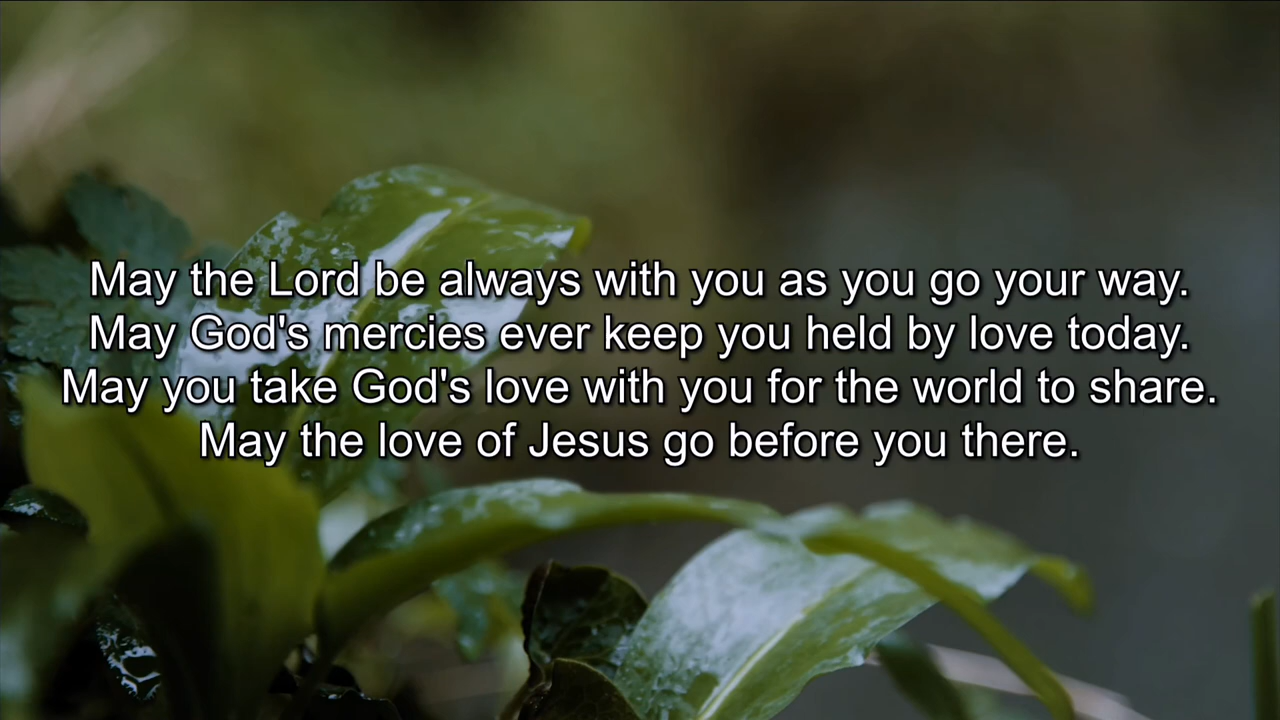 May the Lord be always with you as you go your way.
May God's mercies ever keep you held by love today.
May you take God's love with you for the world to share.
May the love of Jesus go before you there.